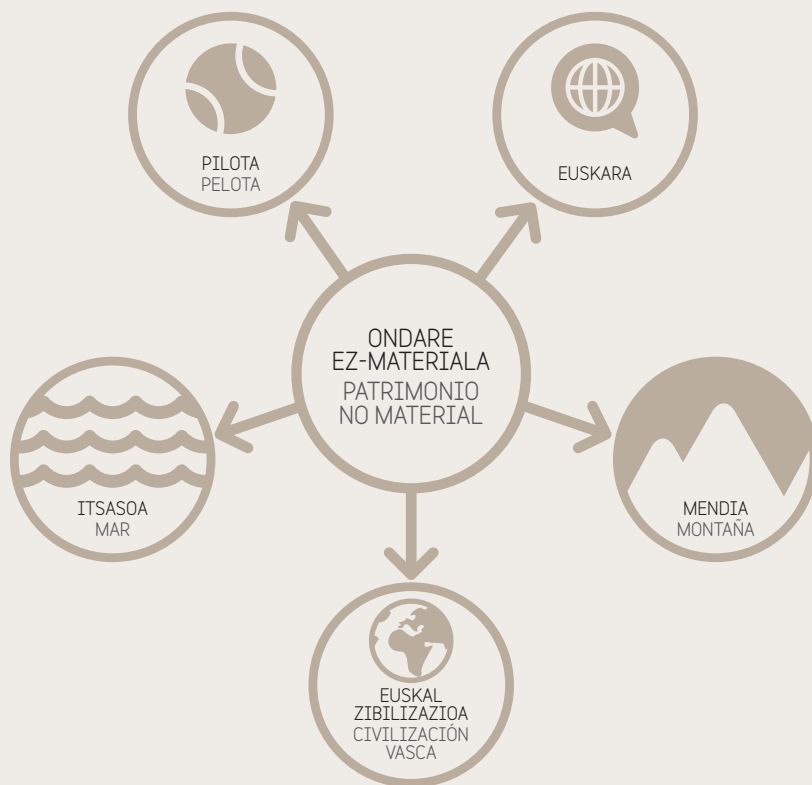 PILOTA
PELOTA
EUSKARA
ONDARE
EZ-MATERIALA
PATRIMONIO
NO MATERIAL
ITSASOA
MAR
MENDIA
MONTAÑA
EUSKAL
ZIBILIZAZIOA
CIVILIZACIÓN
VASCA